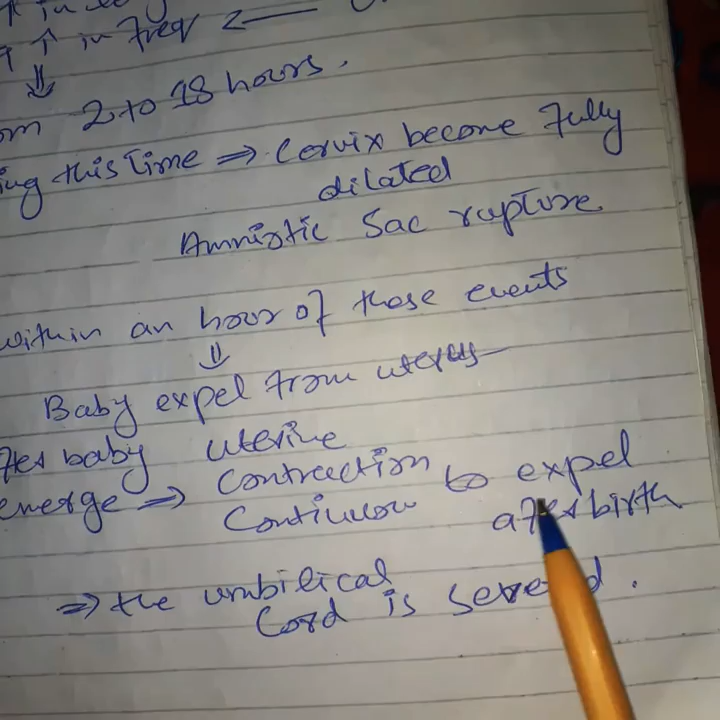 in Freq
2 to 18 hours.
this Time ⇒ Cervix become Fully
dilated
Amniotic Sac rupture
within an hour of those events
⇓
Baby expel from uterus
baby uterine
emerge ⇒ contraction to expel
Continuou afterbirth
⇒ the umbilical
Cord is severed.